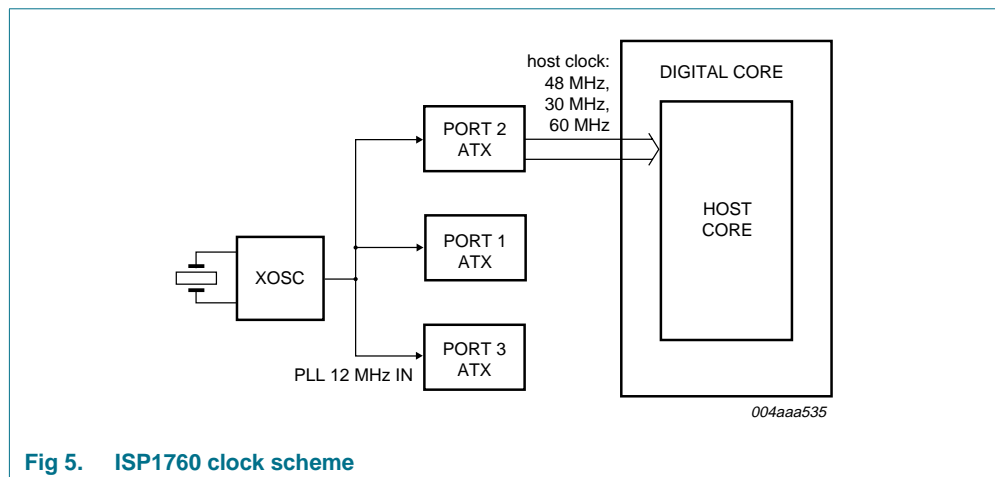 host clock:
48 MHz,
30 MHz,
60 MHz
DIGITAL CORE
PORT 2
ATX
HOST
CORE
PORT 1
ATX
XOSC
PORT 3
ATX
PLL 12 MHz IN
004aaa535
Fig 5. ISP1760 clock scheme